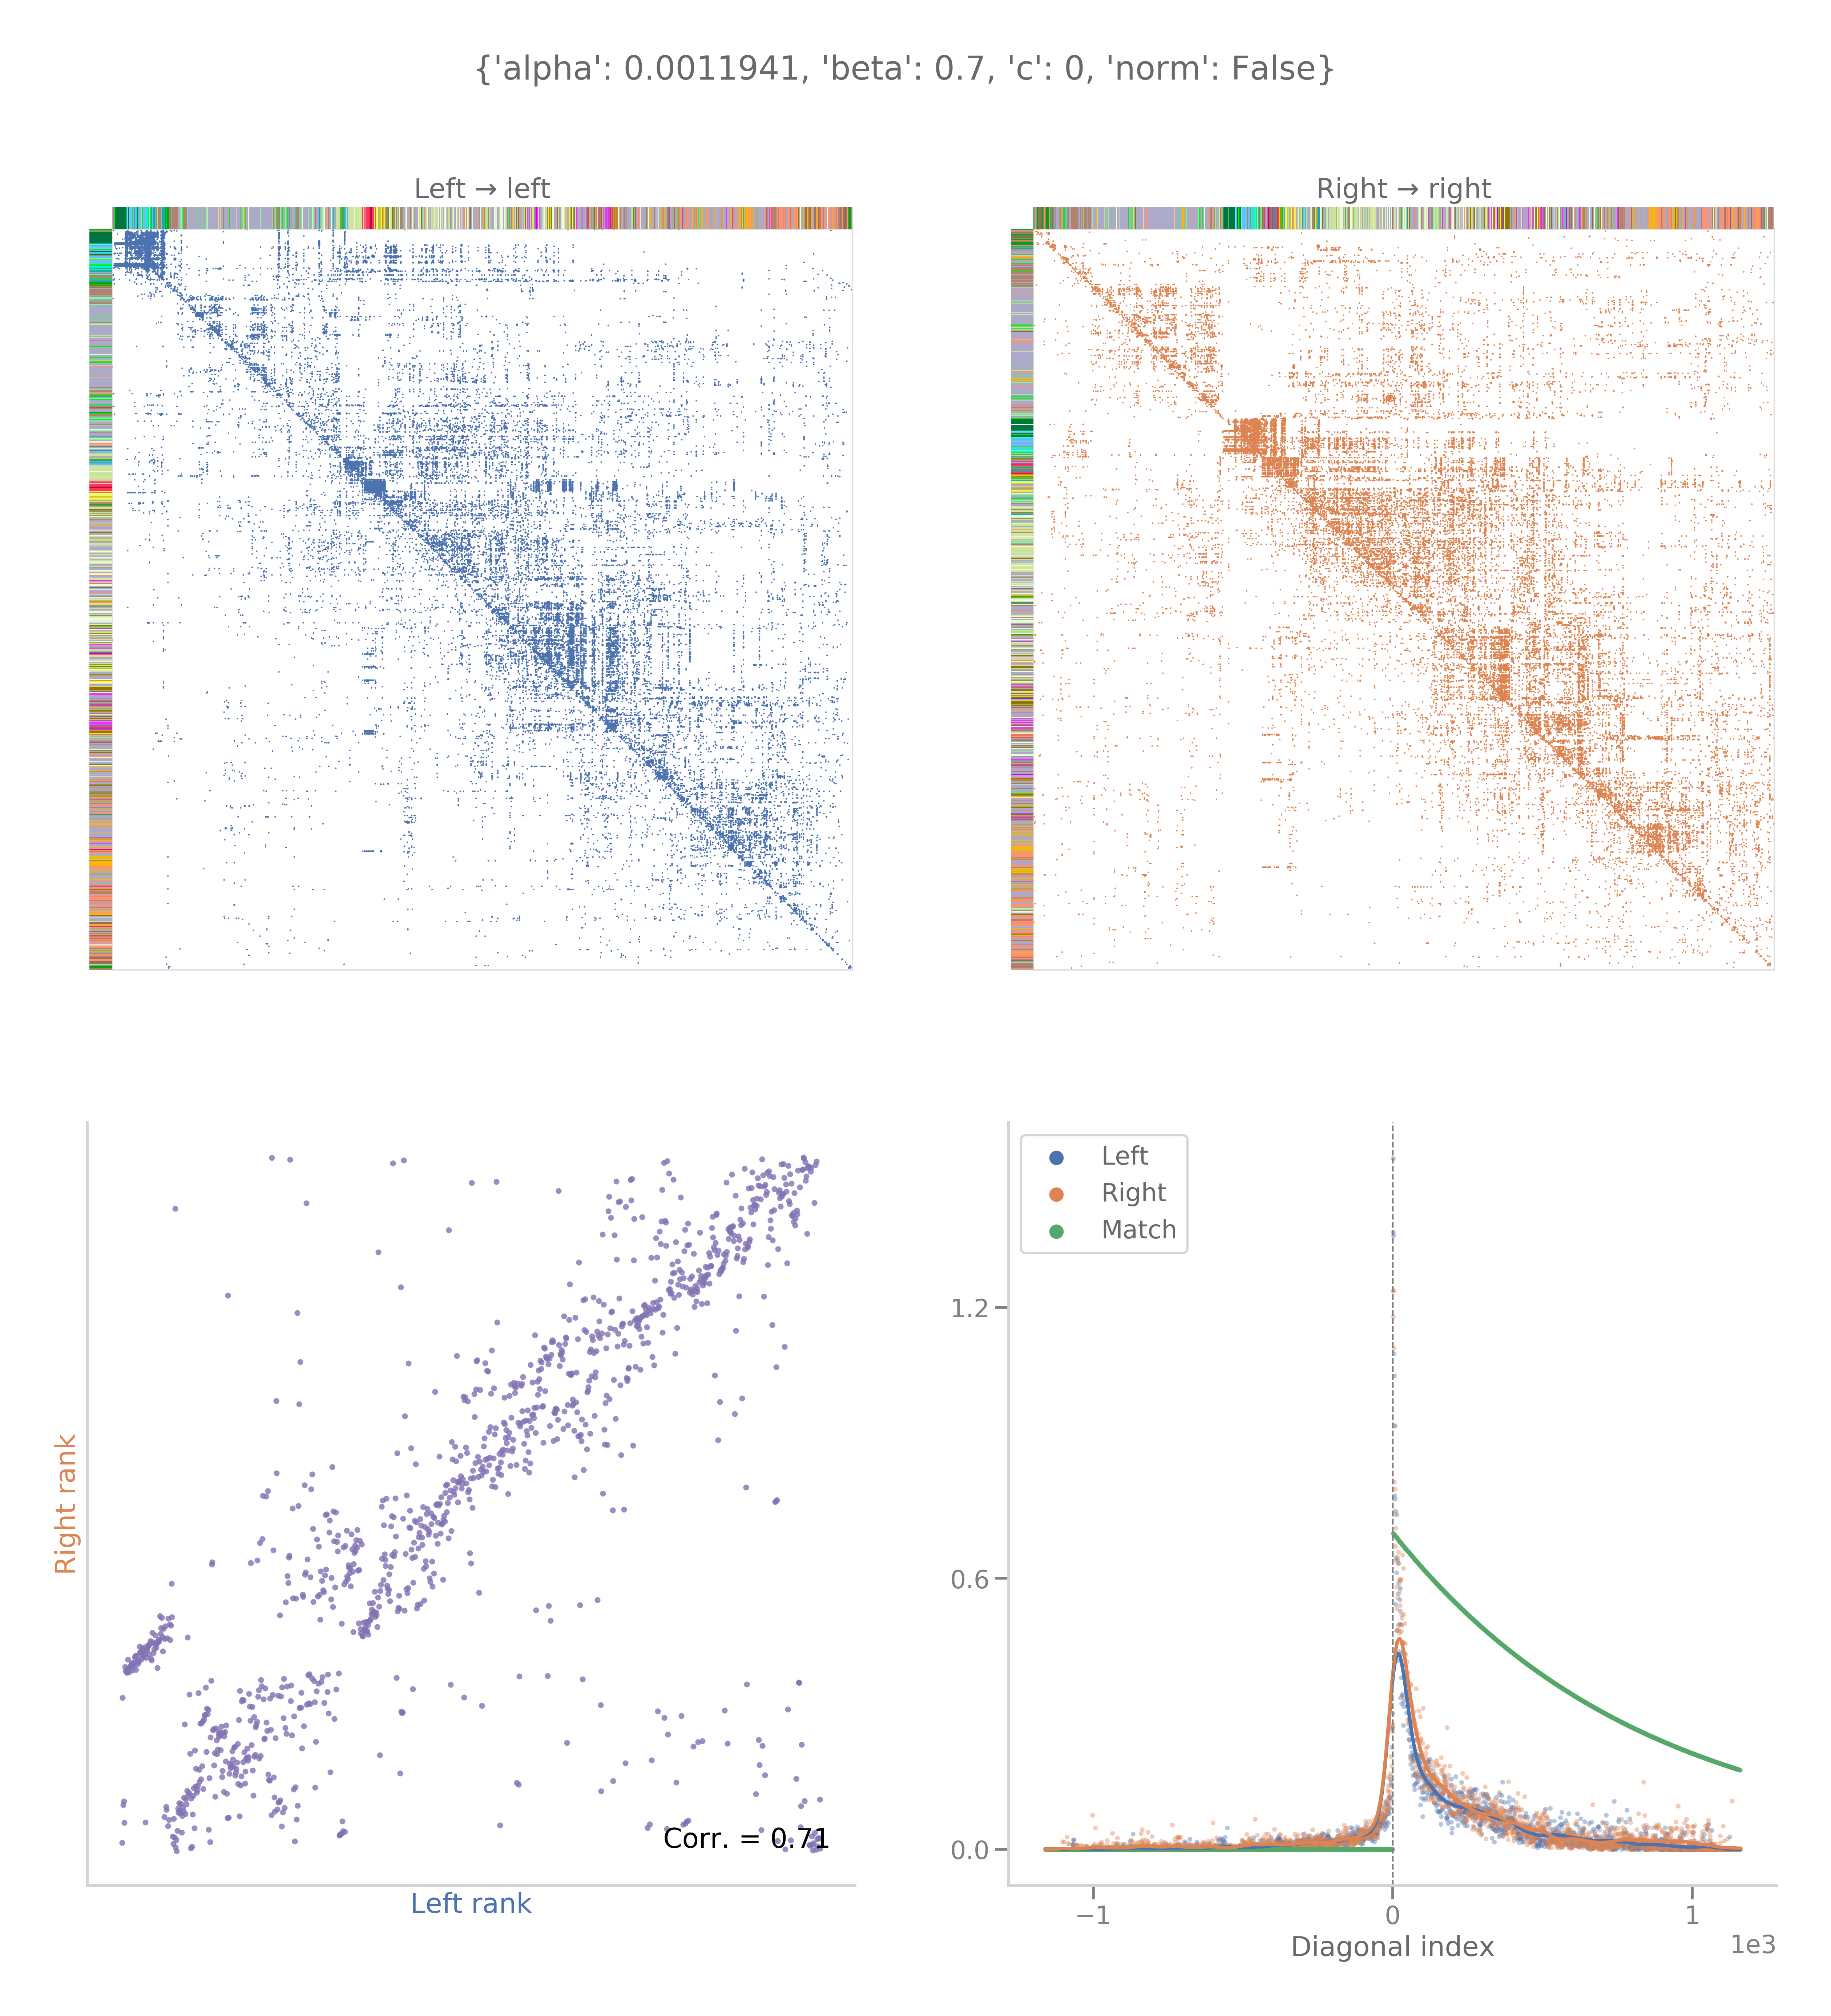 {'alpha': 0.0011941, 'beta': 0.7, 'c': 0, 'norm': False}
Left → left
Right → right
Right rank
Corr. = 0.71
Left rank
Left
Right
Match
1.2
0.6
0.0
−1
0
1
1e3
Diagonal index